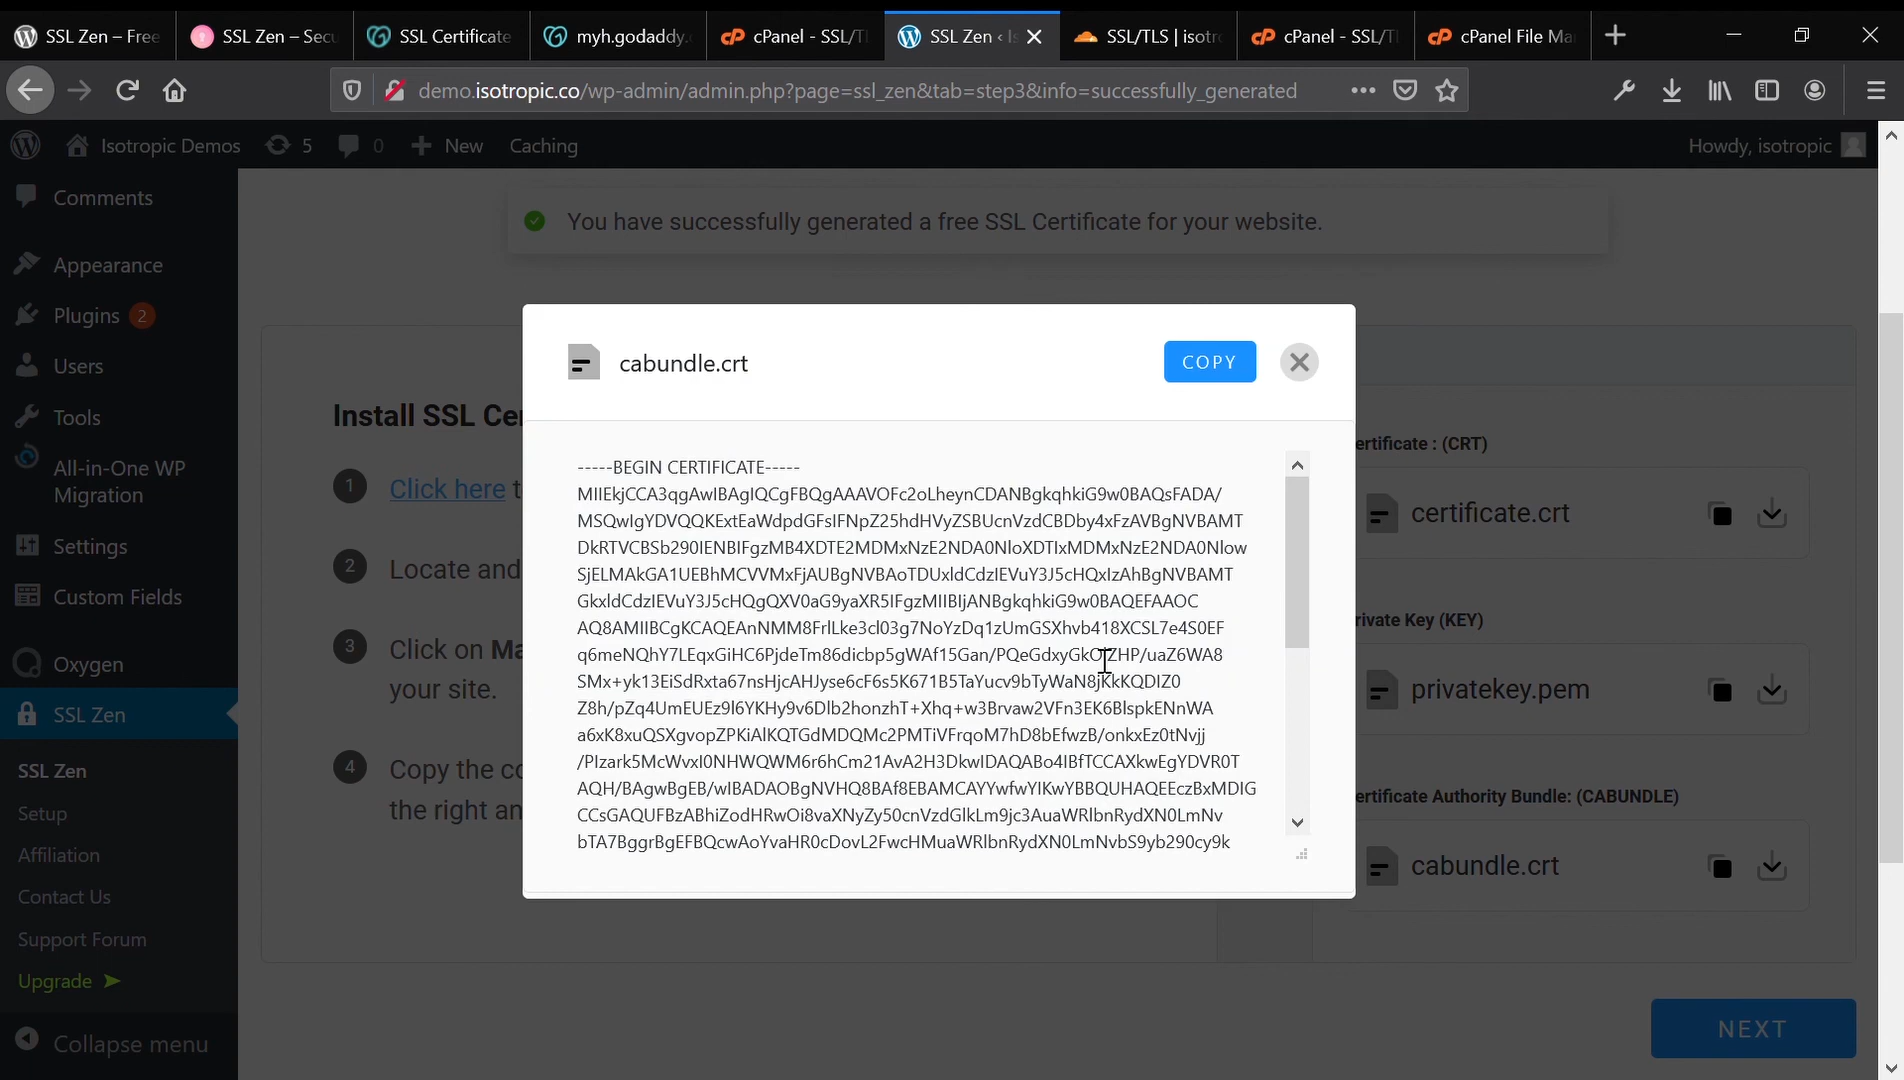 SSL Zen – Free
SSL Zen – Secu
SSL Certificate
myh.godaddy.
cPanel - SSL/TL
SSL Zen ‹ Is
SSL/TLS | isotro
cPanel - SSL/TL
cPanel File Ma
demo.isotropic.co/wp-admin/admin.php?page=ssl_zen&tab=step3&info=successfully_generated
Isotropic Demos 5 0 New Caching Howdy, isotropic
Comments
Appearance
Plugins 2
Users
Tools
All-in-One WP
Migration
Settings
Custom Fields
Oxygen
SSL Zen
SSL Zen
Setup
Affiliation
Contact Us
Support Forum
Upgrade ➤
Collapse menu
You have successfully generated a free SSL Certificate for your website.
Install SSL Cer
1 Click here t
2 Locate and
3 Click on Ma
your site.
4 Copy the co
the right an
cabundle.crt COPY
-----BEGIN CERTIFICATE-----
MIIEkjCCA3qgAwIBAgIQCgFBQgAAAVOFc2oLheynCDANBgkqhkiG9w0BAQsFADA/
MSQwIgYDVQQKExtEaWdpdGFsIFNpZ25hdHVyZSBUcnVzdCBDby4xFzAVBgNVBAMT
DkRTVCBSb290IENBIFgzMB4XDTE2MDMxNzE2NDA0NloXDTIxMDMxNzE2NDA0Nlow
SjELMAkGA1UEBhMCVVMxFjAUBgNVBAoTDUxldCdzIEVuY3J5cHQxIzAhBgNVBAMT
GkxldCdzIEVuY3J5cHQgQXV0aG9yaXR5IFgzMIIBIjANBgkqhkiG9w0BAQEFAAOC
AQ8AMIIBCgKCAQEAnNMM8FrlLke3cl03g7NoYzDq1zUmGSXhvb418XCSL7e4S0EF
q6meNQhY7LEqxGiHC6PjdeTm86dicbp5gWAf15Gan/PQeGdxyGkOlZHP/uaZ6WA8
SMx+yk13EiSdRxta67nsHjcAHJyse6cF6s5K671B5TaYucv9bTyWaN8jKkKQDIZ0
Z8h/pZq4UmEUEz9l6YKHy9v6Dlb2honzhT+Xhq+w3Brvaw2VFn3EK6BlspkENnWA
a6xK8xuQSXgvopZPKiAlKQTGdMDQMc2PMTiVFrqoM7hD8bEfwzB/onkxEz0tNvjj
/PIzark5McWvxI0NHWQWM6r6hCm21AvA2H3DkwIDAQABo4IBfTCCAXkwEgYDVR0T
AQH/BAgwBgEB/wIBADAOBgNVHQ8BAf8EBAMCAYYwfwYIKwYBBQUHAQEEczBxMDIG
CCsGAQUFBzABhiZodHRwOi8vaXNyZy50cnVzdGlkLm9jc3AuaWRlbnRydXN0LmNv
bTA7BggrBgEFBQcwAoYvaHR0cDovL2FwcHMuaWRlbnRydXN0LmNvbS9yb290cy9k
ertificate : (CRT)
certificate.crt
rivate Key (KEY)
privatekey.pem
ertificate Authority Bundle: (CABUNDLE)
cabundle.crt
NEXT